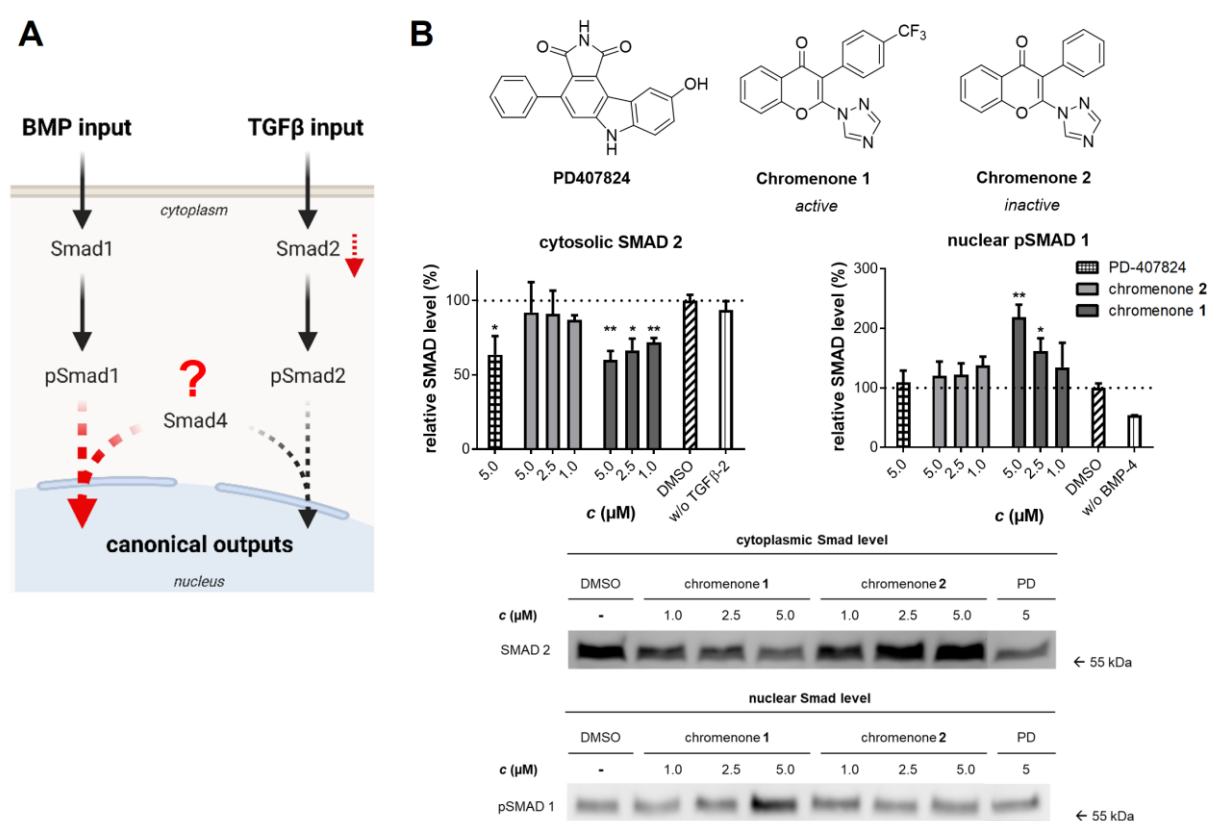 A
BMP input TGFβ input
cytoplasm
Smad1 Smad2
pSmad1 ? pSmad2
Smad4
canonical outputs
nucleus
B
H
N
O O
OH
N
H
PD407824
O
CF3
O N N
N
Chromenone 1
active
O
O N N
N
Chromenone 2
inactive
cytosolic SMAD 2
relative SMAD level (%)
100
50
0
* ** * **
5.0 5.0 2.5 1.0 5.0 2.5 1.0 DMSO w/o TGFβ-2
c (μM)
nuclear pSMAD 1
relative SMAD level (%)
300
200
100
0
** *
PD-407824
chromenone 2
chromenone 1
5.0 5.0 2.5 1.0 5.0 2.5 1.0 DMSO w/o BMP-4
c (μM)
cytoplasmic Smad level
DMSO chromenone 1 chromenone 2 PD
c (μM) - 1.0 2.5 5.0 1.0 2.5 5.0 5
SMAD 2 ← 55 kDa
nuclear Smad level
DMSO chromenone 1 chromenone 2 PD
c (μM) - 1.0 2.5 5.0 1.0 2.5 5.0 5
pSMAD 1 ← 55 kDa